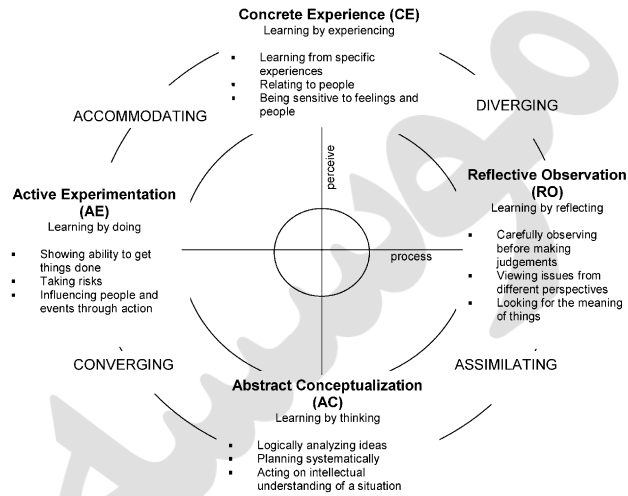 Concrete Experience (CE)
Learning by experiencing
▪ Learning from specific
experiences
▪ Relating to people
▪ Being sensitive to feelings and
people
ACCOMMODATING
DIVERGING
perceive
Active Experimentation
(AE)
Learning by doing
▪ Showing ability to get
things done
▪ Taking risks
▪ Influencing people and
events through action
Reflective Observation
(RO)
Learning by reflecting
▪ Carefully observing
before making
judgements
▪ Viewing issues from
different perspectives
▪ Looking for the meaning
of things
process
CONVERGING
ASSIMILATING
Abstract Conceptualization
(AC)
Learning by thinking
▪ Logically analyzing ideas
▪ Planning systematically
▪ Acting on intellectual
understanding of a situation